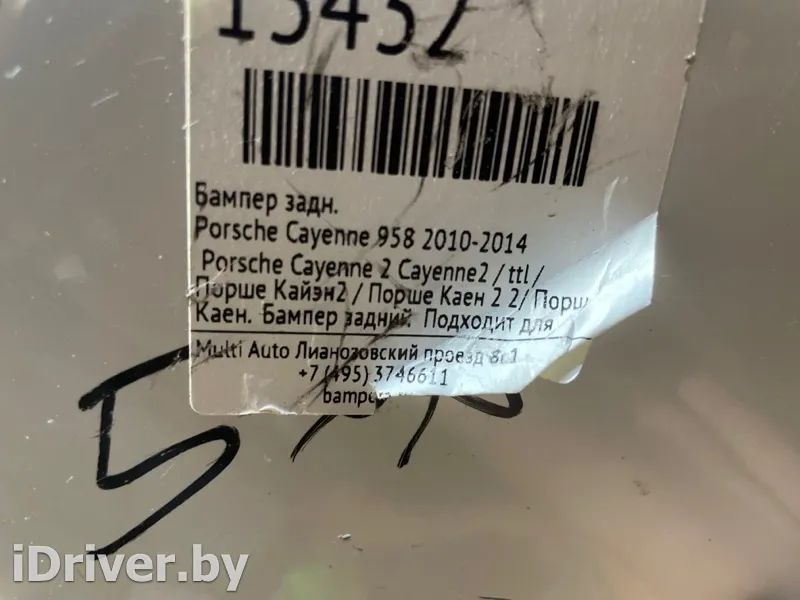 13432
Бампер задн.
Porsche Cayenne 958 2010-2014
Porsche Cayenne 2 Cayenne2 / ttl /
Порше Кайэн2 / Порше Каен 2 2/ Порш
Каен. Бампер задний. Подходит для
Multi Auto Лианозовский проезд 8с1
+7 (495) 3746611
5
iDriver.by